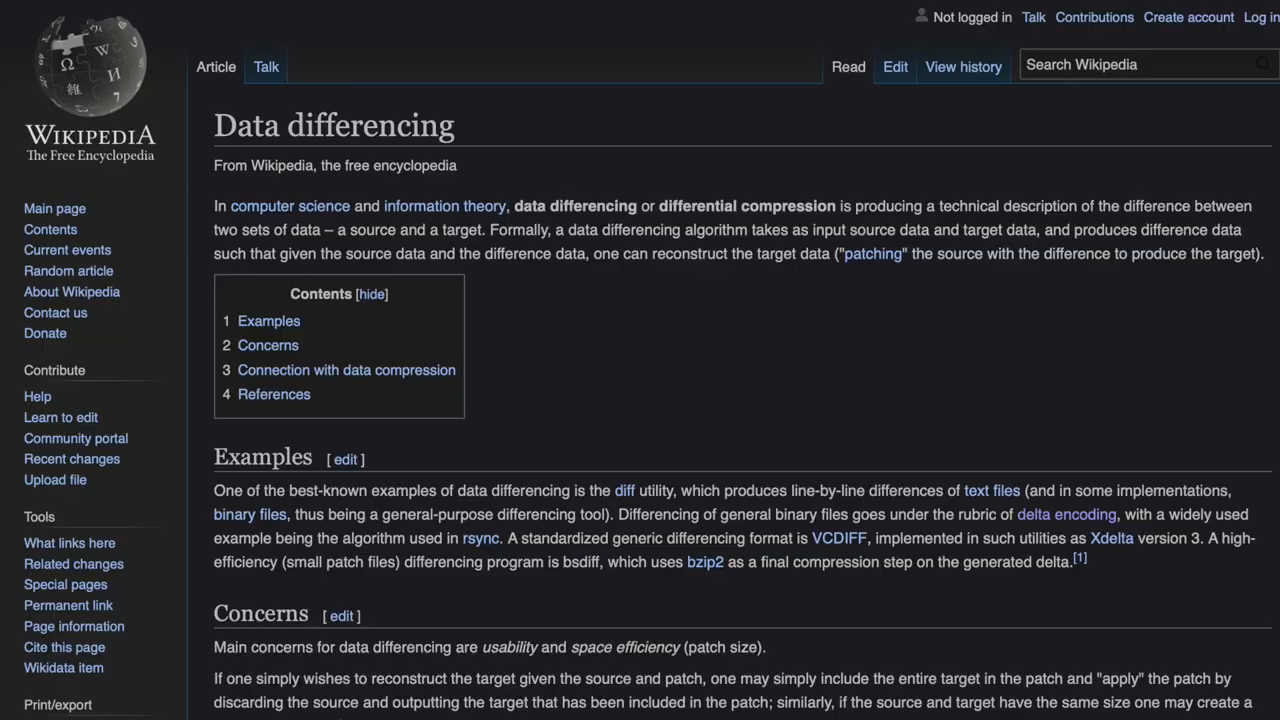 Not logged in Talk Contributions Create account Log in
Article Talk Read Edit View history Search Wikipedia
WIKIPEDIA
The Free Encyclopedia
Main page
Contents
Current events
Random article
About Wikipedia
Contact us
Donate
Contribute
Help
Learn to edit
Community portal
Recent changes
Upload file
Tools
What links here
Related changes
Special pages
Permanent link
Page information
Cite this page
Wikidata item
Print/export
Data differencing
From Wikipedia, the free encyclopedia
In computer science and information theory, data differencing or differential compression is producing a technical description of the difference between
two sets of data – a source and a target. Formally, a data differencing algorithm takes as input source data and target data, and produces difference data
such that given the source data and the difference data, one can reconstruct the target data ("patching" the source with the difference to produce the target).
Contents [hide]
1 Examples
2 Concerns
3 Connection with data compression
4 References
Examples [ edit ]
One of the best-known examples of data differencing is the diff utility, which produces line-by-line differences of text files (and in some implementations,
binary files, thus being a general-purpose differencing tool). Differencing of general binary files goes under the rubric of delta encoding, with a widely used
example being the algorithm used in rsync. A standardized generic differencing format is VCDIFF, implemented in such utilities as Xdelta version 3. A high-
efficiency (small patch files) differencing program is bsdiff, which uses bzip2 as a final compression step on the generated delta.[1]
Concerns [ edit ]
Main concerns for data differencing are usability and space efficiency (patch size).
If one simply wishes to reconstruct the target given the source and patch, one may simply include the entire target in the patch and "apply" the patch by
discarding the source and outputting the target that has been included in the patch; similarly, if the source and target have the same size one may create a